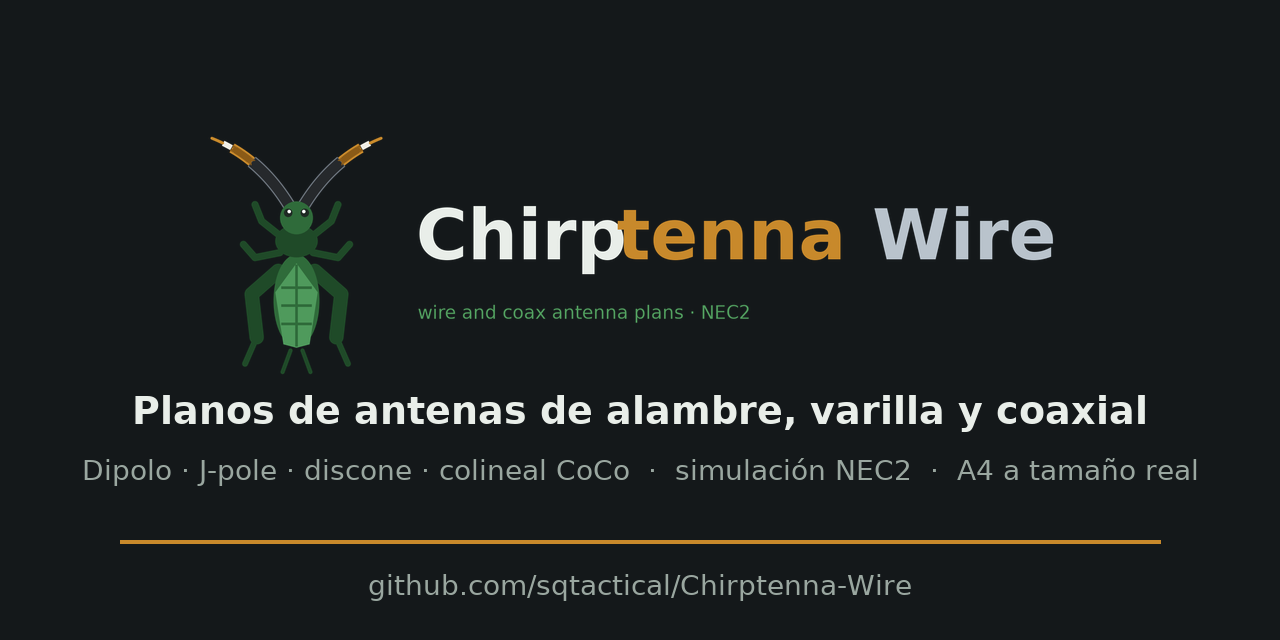 Chirptenna Wire
wire and coax antenna plans · NEC2
Planos de antenas de alambre, varilla y coaxial
Dipolo · J-pole · discone · colineal CoCo · simulación NEC2 · A4 a tamaño real
github.com/sqtactical/Chirptenna-Wire